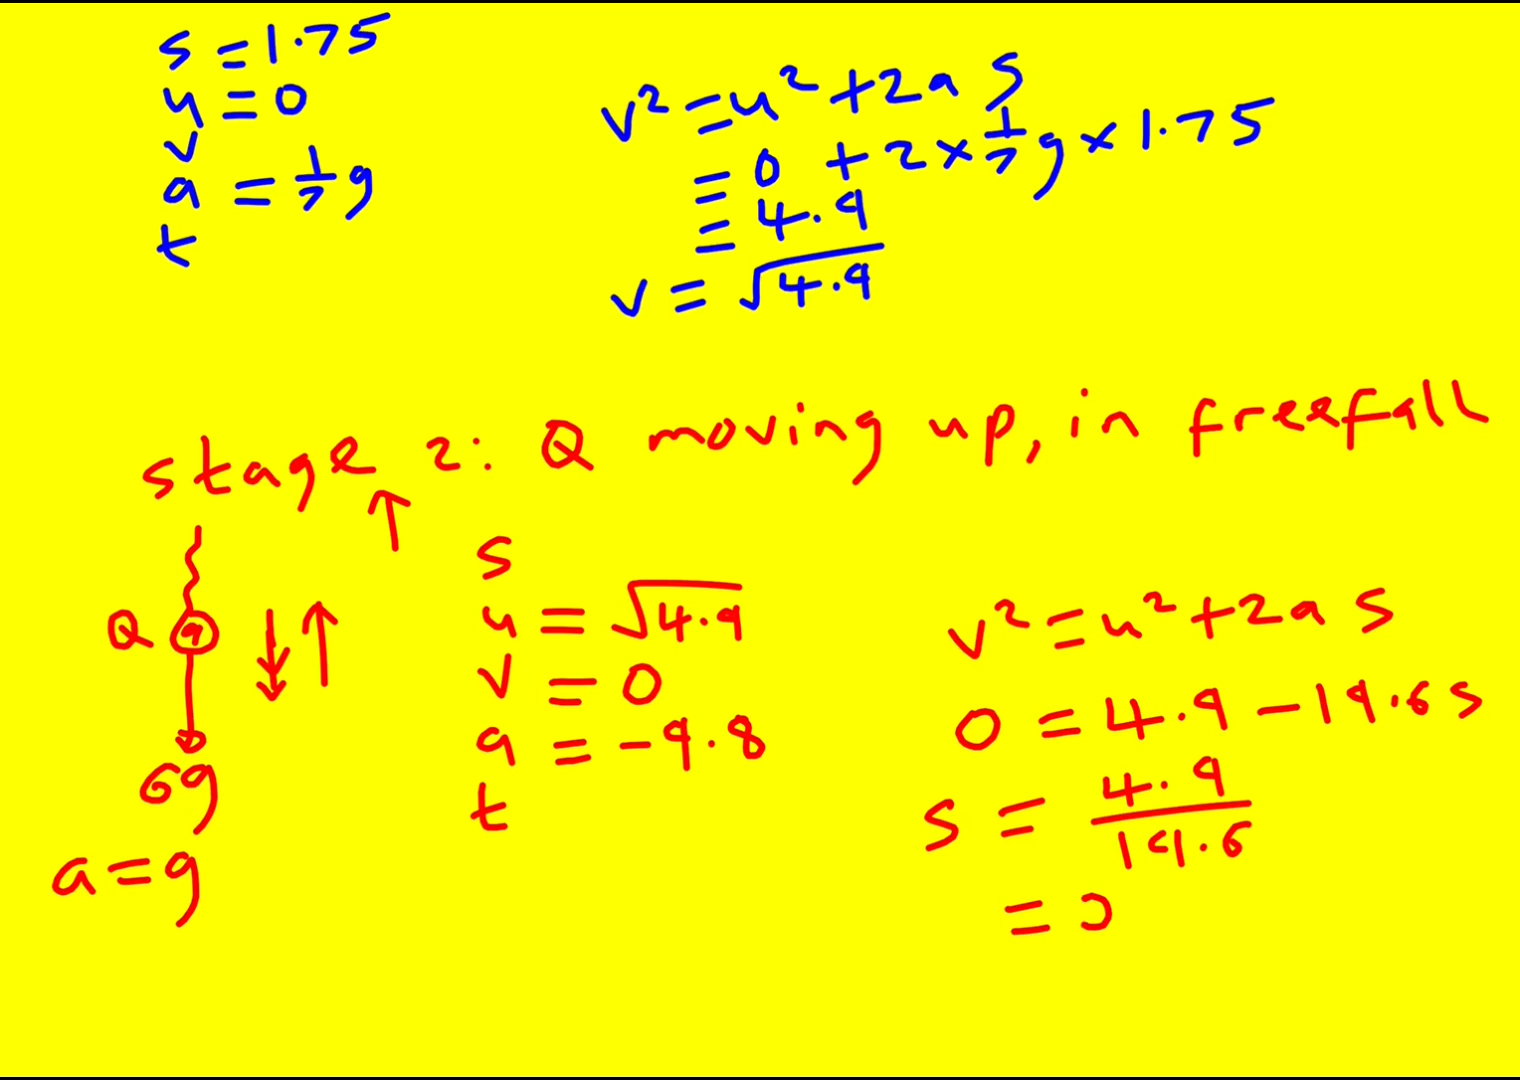 s = 1.75
u = 0
v
a = 1/7 g
t
v² = u² + 2as
= 0 + 2 × 1/7 g × 1.75
= 4.9
v = √4.9
stage 2: Q moving up, in freefall
↑
Q
6g
a = g
s
u = √4.9
v = 0
a = -9.8
t
v² = u² + 2as
0 = 4.9 - 19.6s
s = 4.9/19.6
=